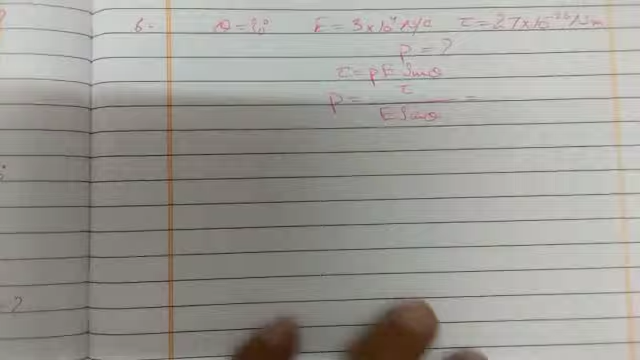 6. θ = 30° E = 3×10⁴ N/C τ = 27×10⁻²⁶ Nm
p = ?
τ = pE Sinθ
p = τ / E Sinθ =
= ?